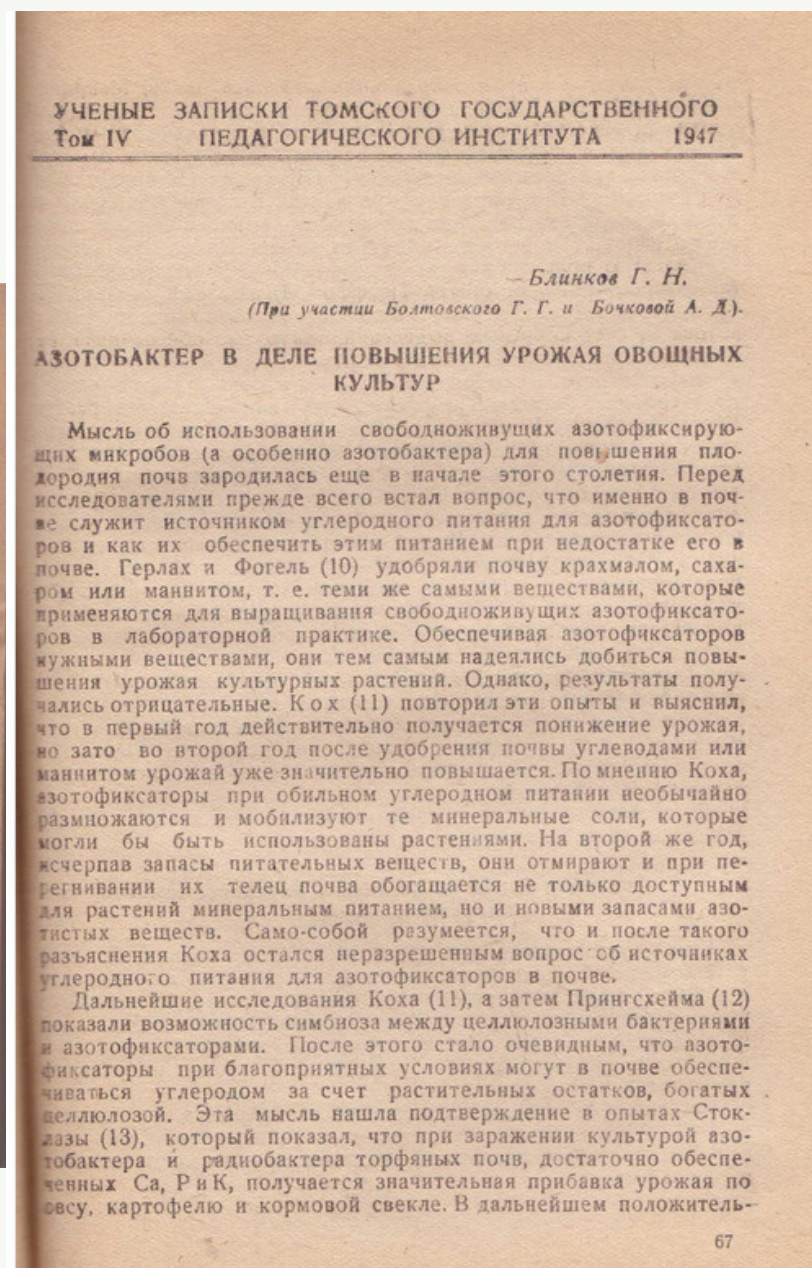 УЧЕНЫЕ ЗАПИСКИ ТОМСКОГО ГОСУДАРСТВЕННОГО
Том IV ПЕДАГОГИЧЕСКОГО ИНСТИТУТА 1947
Блинков Г. Н.
(При участии Болтовского Г. Г. и Бочковой А. Д.).
АЗОТОБАКТЕР В ДЕЛЕ ПОВЫШЕНИЯ УРОЖАЯ ОВОЩНЫХ
КУЛЬТУР
Мысль об использовании свободноживущих азотофиксирую-
щих микробов (а особенно азотобактера) для повышения пло-
дородия почв зародилась еще в начале этого столетия. Перед
исследователями прежде всего встал вопрос, что именно в поч-
ве служит источником углеродного питания для азотофиксато-
ров и как их обеспечить этим питанием при недостатке его в
почве. Герлах и Фогель (10) удобряли почву крахмалом, саха-
ром или маннитом, т. е. теми же самыми веществами, которые
применяются для выращивания свободноживущих азотофиксато-
ров в лабораторной практике. Обеспечивая азотофиксаторов
нужными веществами, они тем самым надеялись добиться повы-
шения урожая культурных растений. Однако, результаты полу-
чались отрицательные. Кох (11) повторил эти опыты и выяснил,
что в первый год действительно получается понижение урожая,
но зато во второй год после удобрения почвы углеводами или
маннитом урожай уже значительно повышается. По мнению Коха,
азотофиксаторы при обильном углеродном питании необычайно
размножаются и мобилизуют те минеральные соли, которые
могли бы быть использованы растениями. На второй же год,
исчерпав запасы питательных веществ, они отмирают и при пе-
регнивании их телец почва обогащается не только доступным
для растений минеральным питанием, но и новыми запасами азо-
тистых веществ. Само-собой разумеется, что и после такого
разъяснения Коха остался неразрешенным вопрос об источниках
углеродного питания для азотофиксаторов в почве.
Дальнейшие исследования Коха (11), а затем Прингсхейма (12)
показали возможность симбиоза между целлюлозными бактериями
и азотофиксаторами. После этого стало очевидным, что азото-
фиксаторы при благоприятных условиях могут в почве обеспе-
чиваться углеродом за счет растительных остатков, богатых
целлюлозой. Эта мысль нашла подтверждение в опытах Сток-
лазы (13), который показал, что при заражении культурой азо-
тобактера и радиобактера торфяных почв, достаточно обеспе-
ченных Ca, P и K, получается значительная прибавка урожая по
овсу, картофелю и кормовой свекле. В дальнейшем положитель-
67